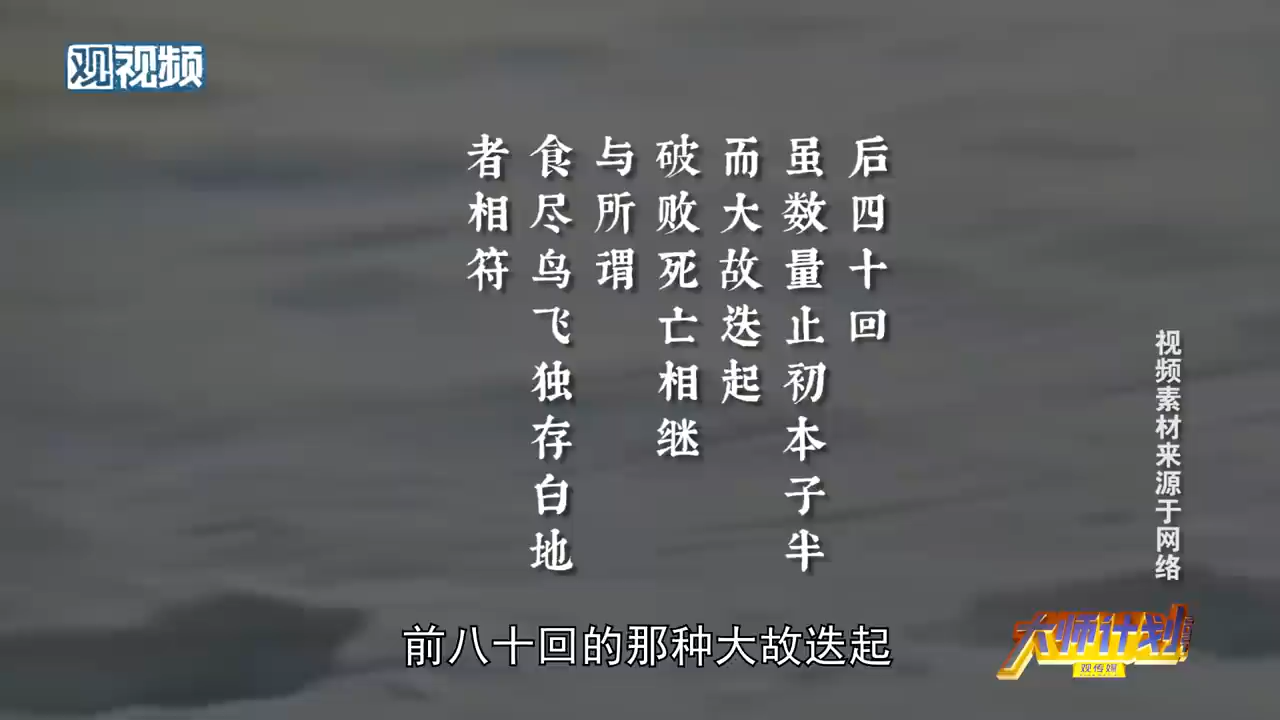 观视频
后四十回
虽数量止初本子半
而大故迭起
破败死亡相继
与所谓
食尽鸟飞独存白地
者相符
视频素材来源于网络
前八十回的那种大故迭起
大师计划
观传媒